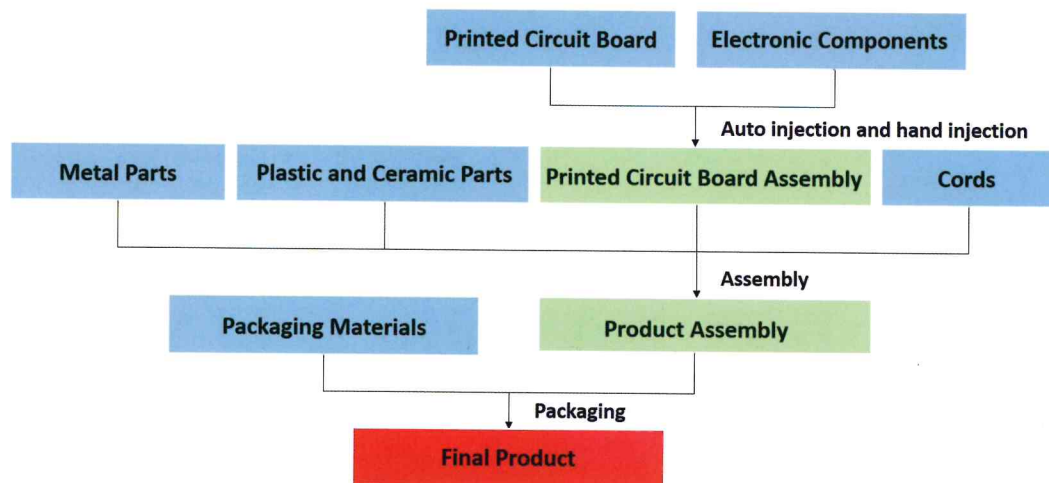 Printed Circuit Board
Electronic Components
Auto injection and hand injection
Metal Parts
Plastic and Ceramic Parts
Printed Circuit Board Assembly
Cords
Assembly
Packaging Materials
Product Assembly
Packaging
Final Product